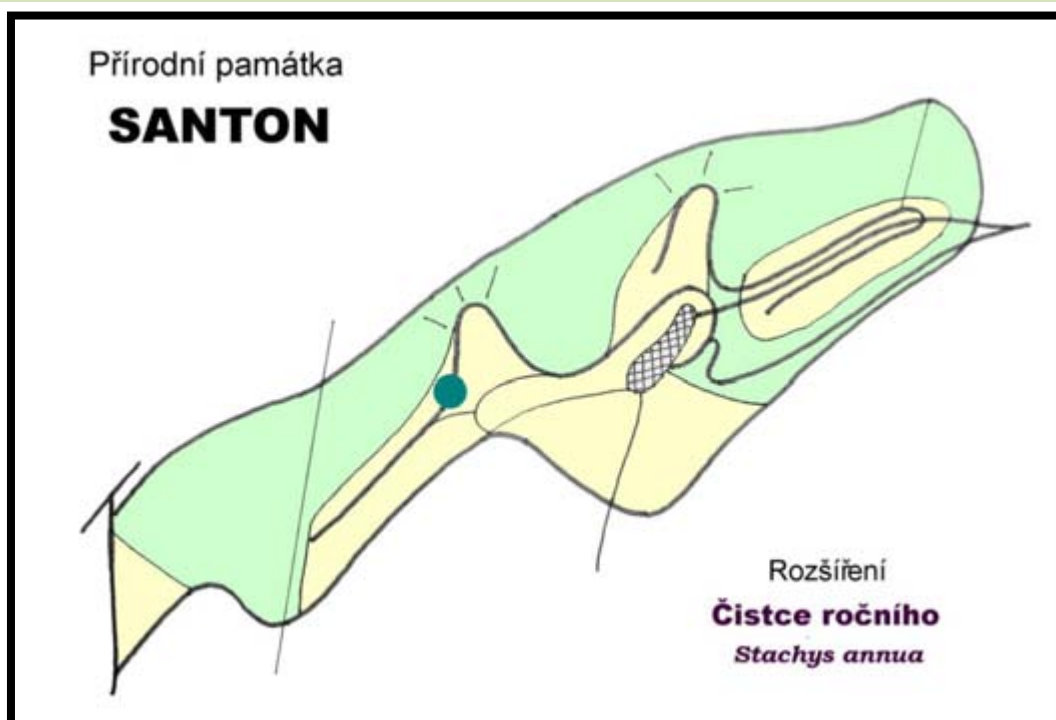 Přírodní památka
SANTON
Rozšíření
Čistce ročního
Stachys annua